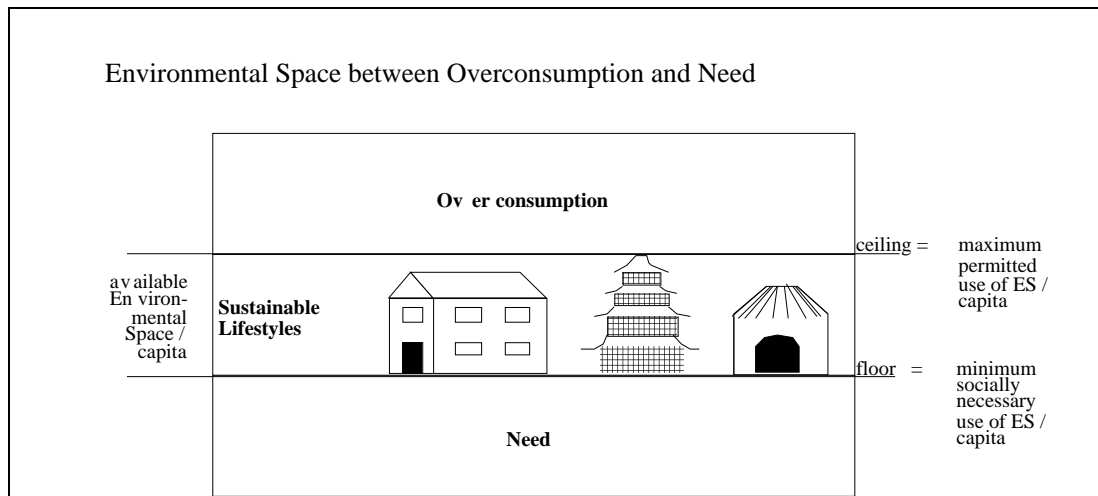 Environmental Space between Overconsumption and Need
Ov er consumption
ceiling = maximum
permitted
use of ES /
capita
av ailable
En viron-
mental
Space /
capita
Sustainable
Lifestyles
floor = minimum
socially
necessary
use of ES /
capita
Need